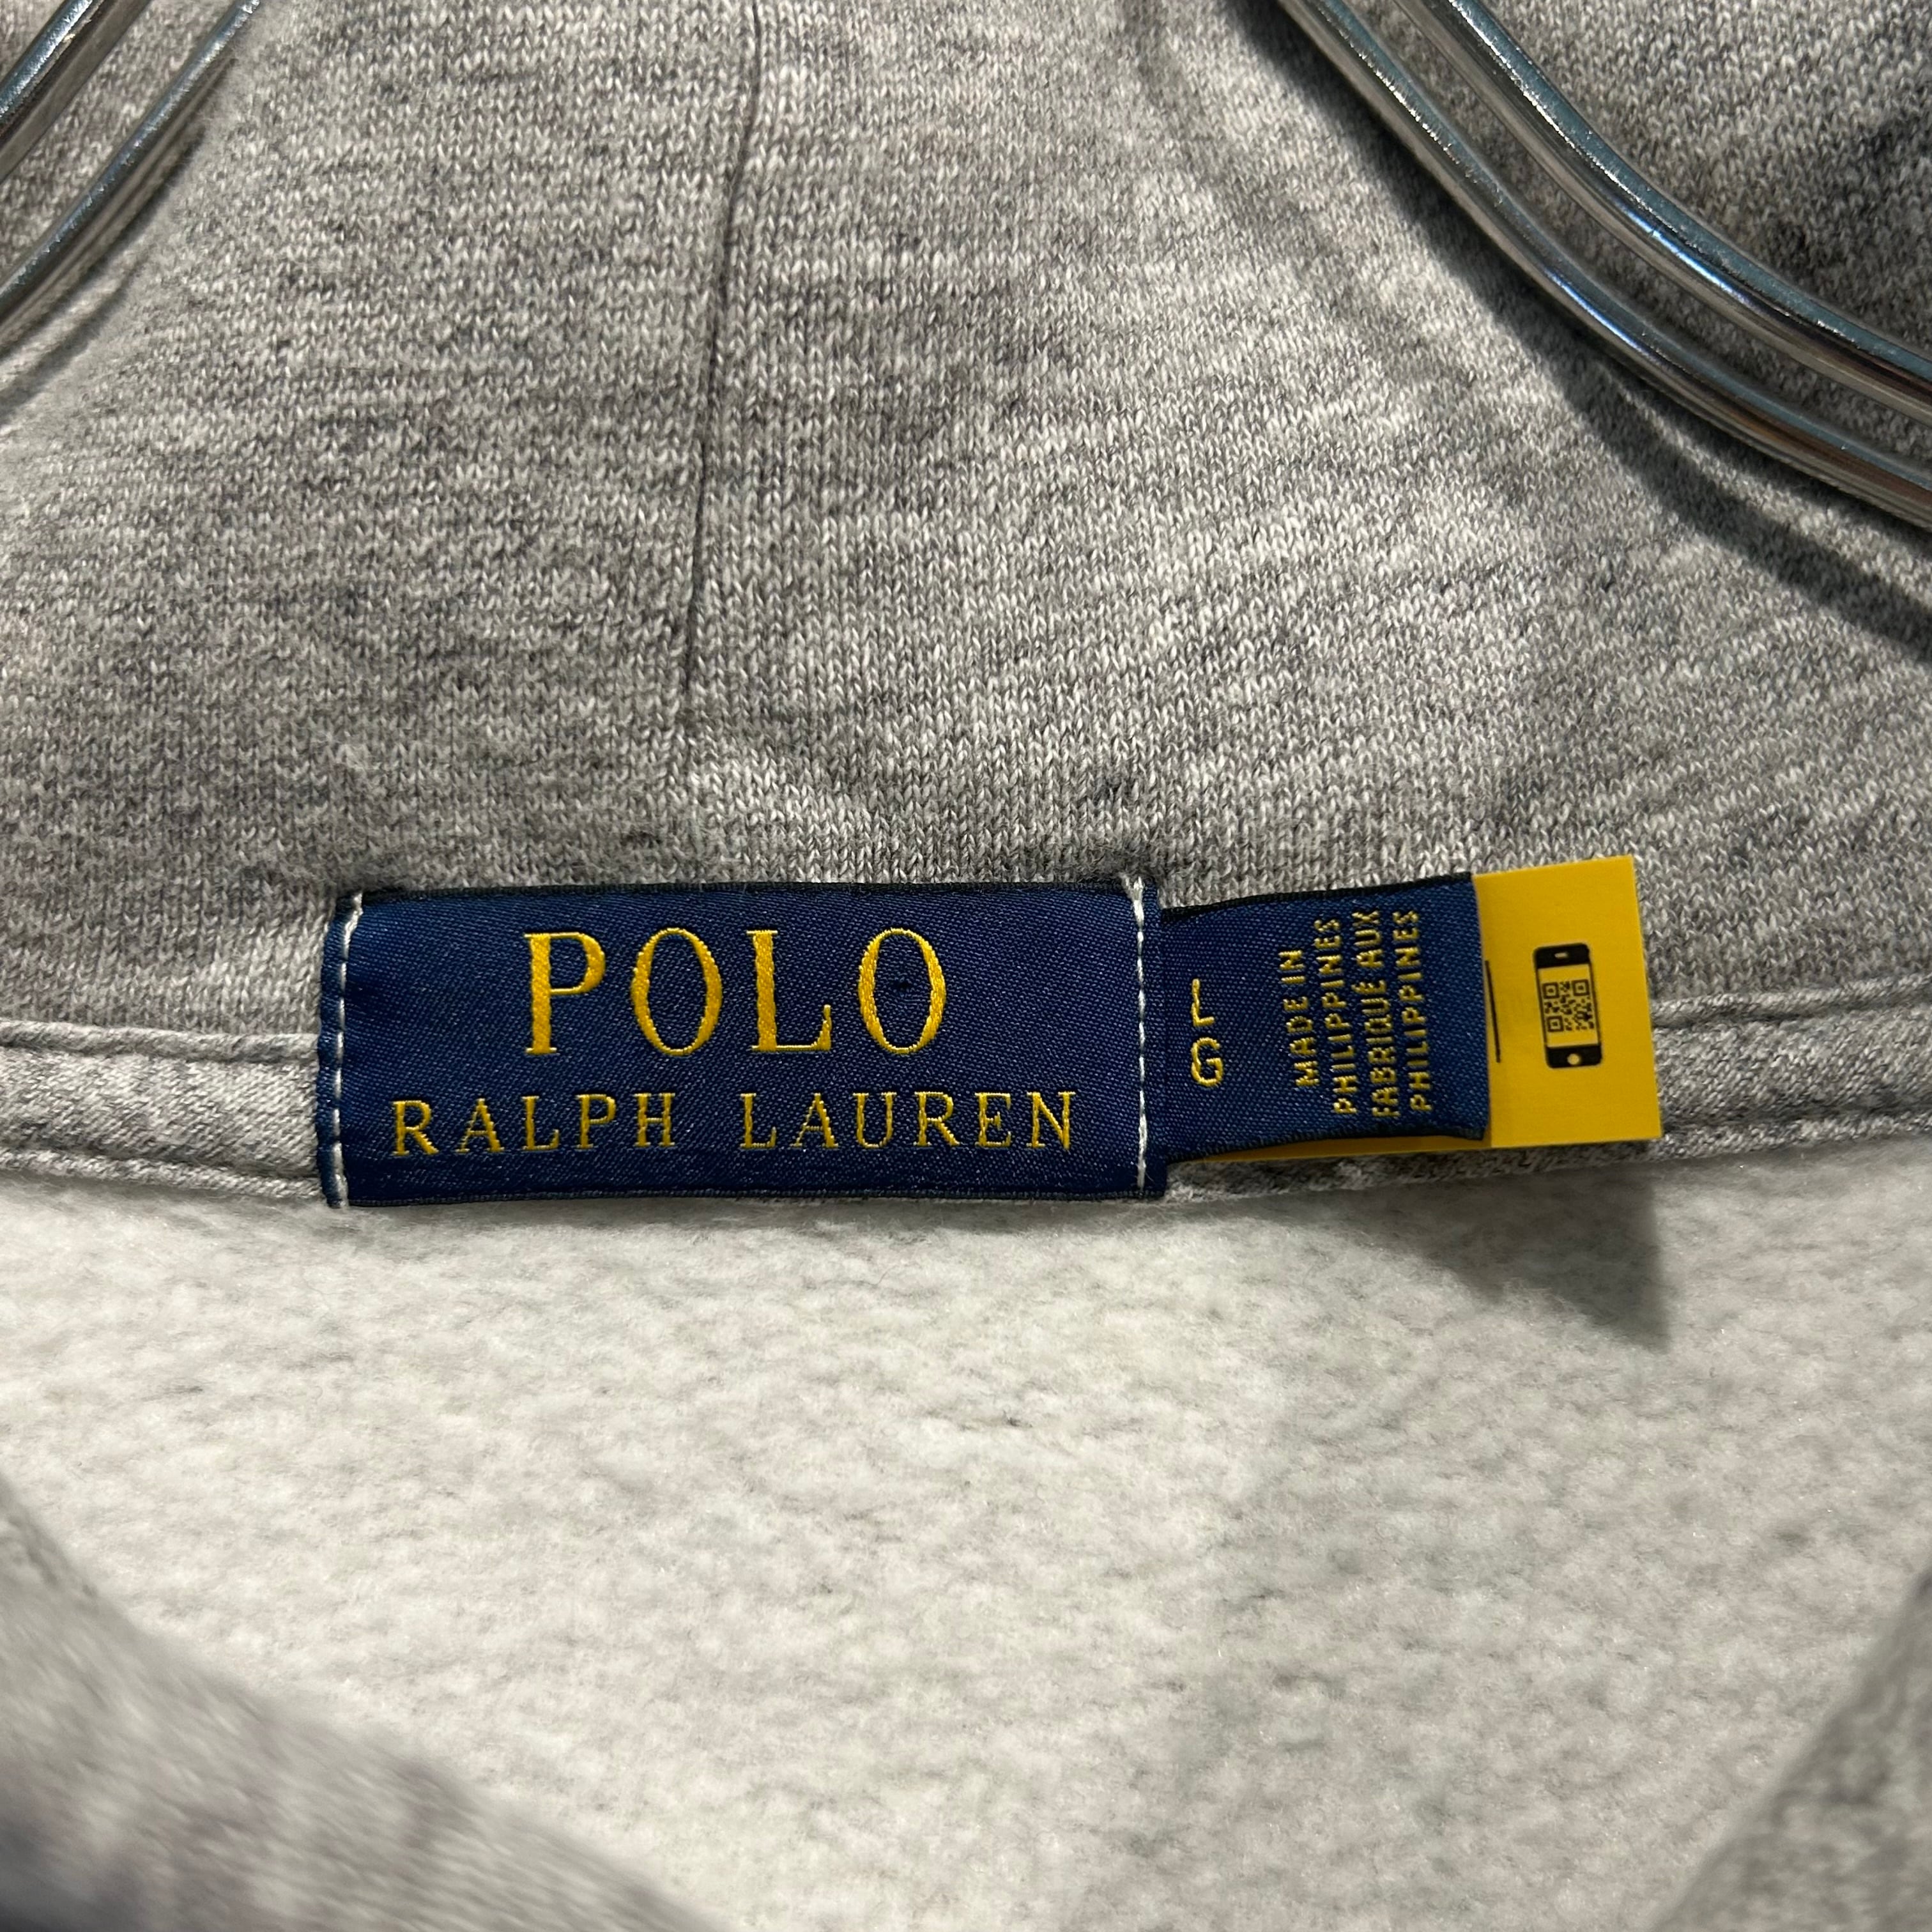 POLO
RALPH LAUREN
L
G
MADE IN
PHILIPPINES
FABRIQUÉ AUX
PHILIPPINES